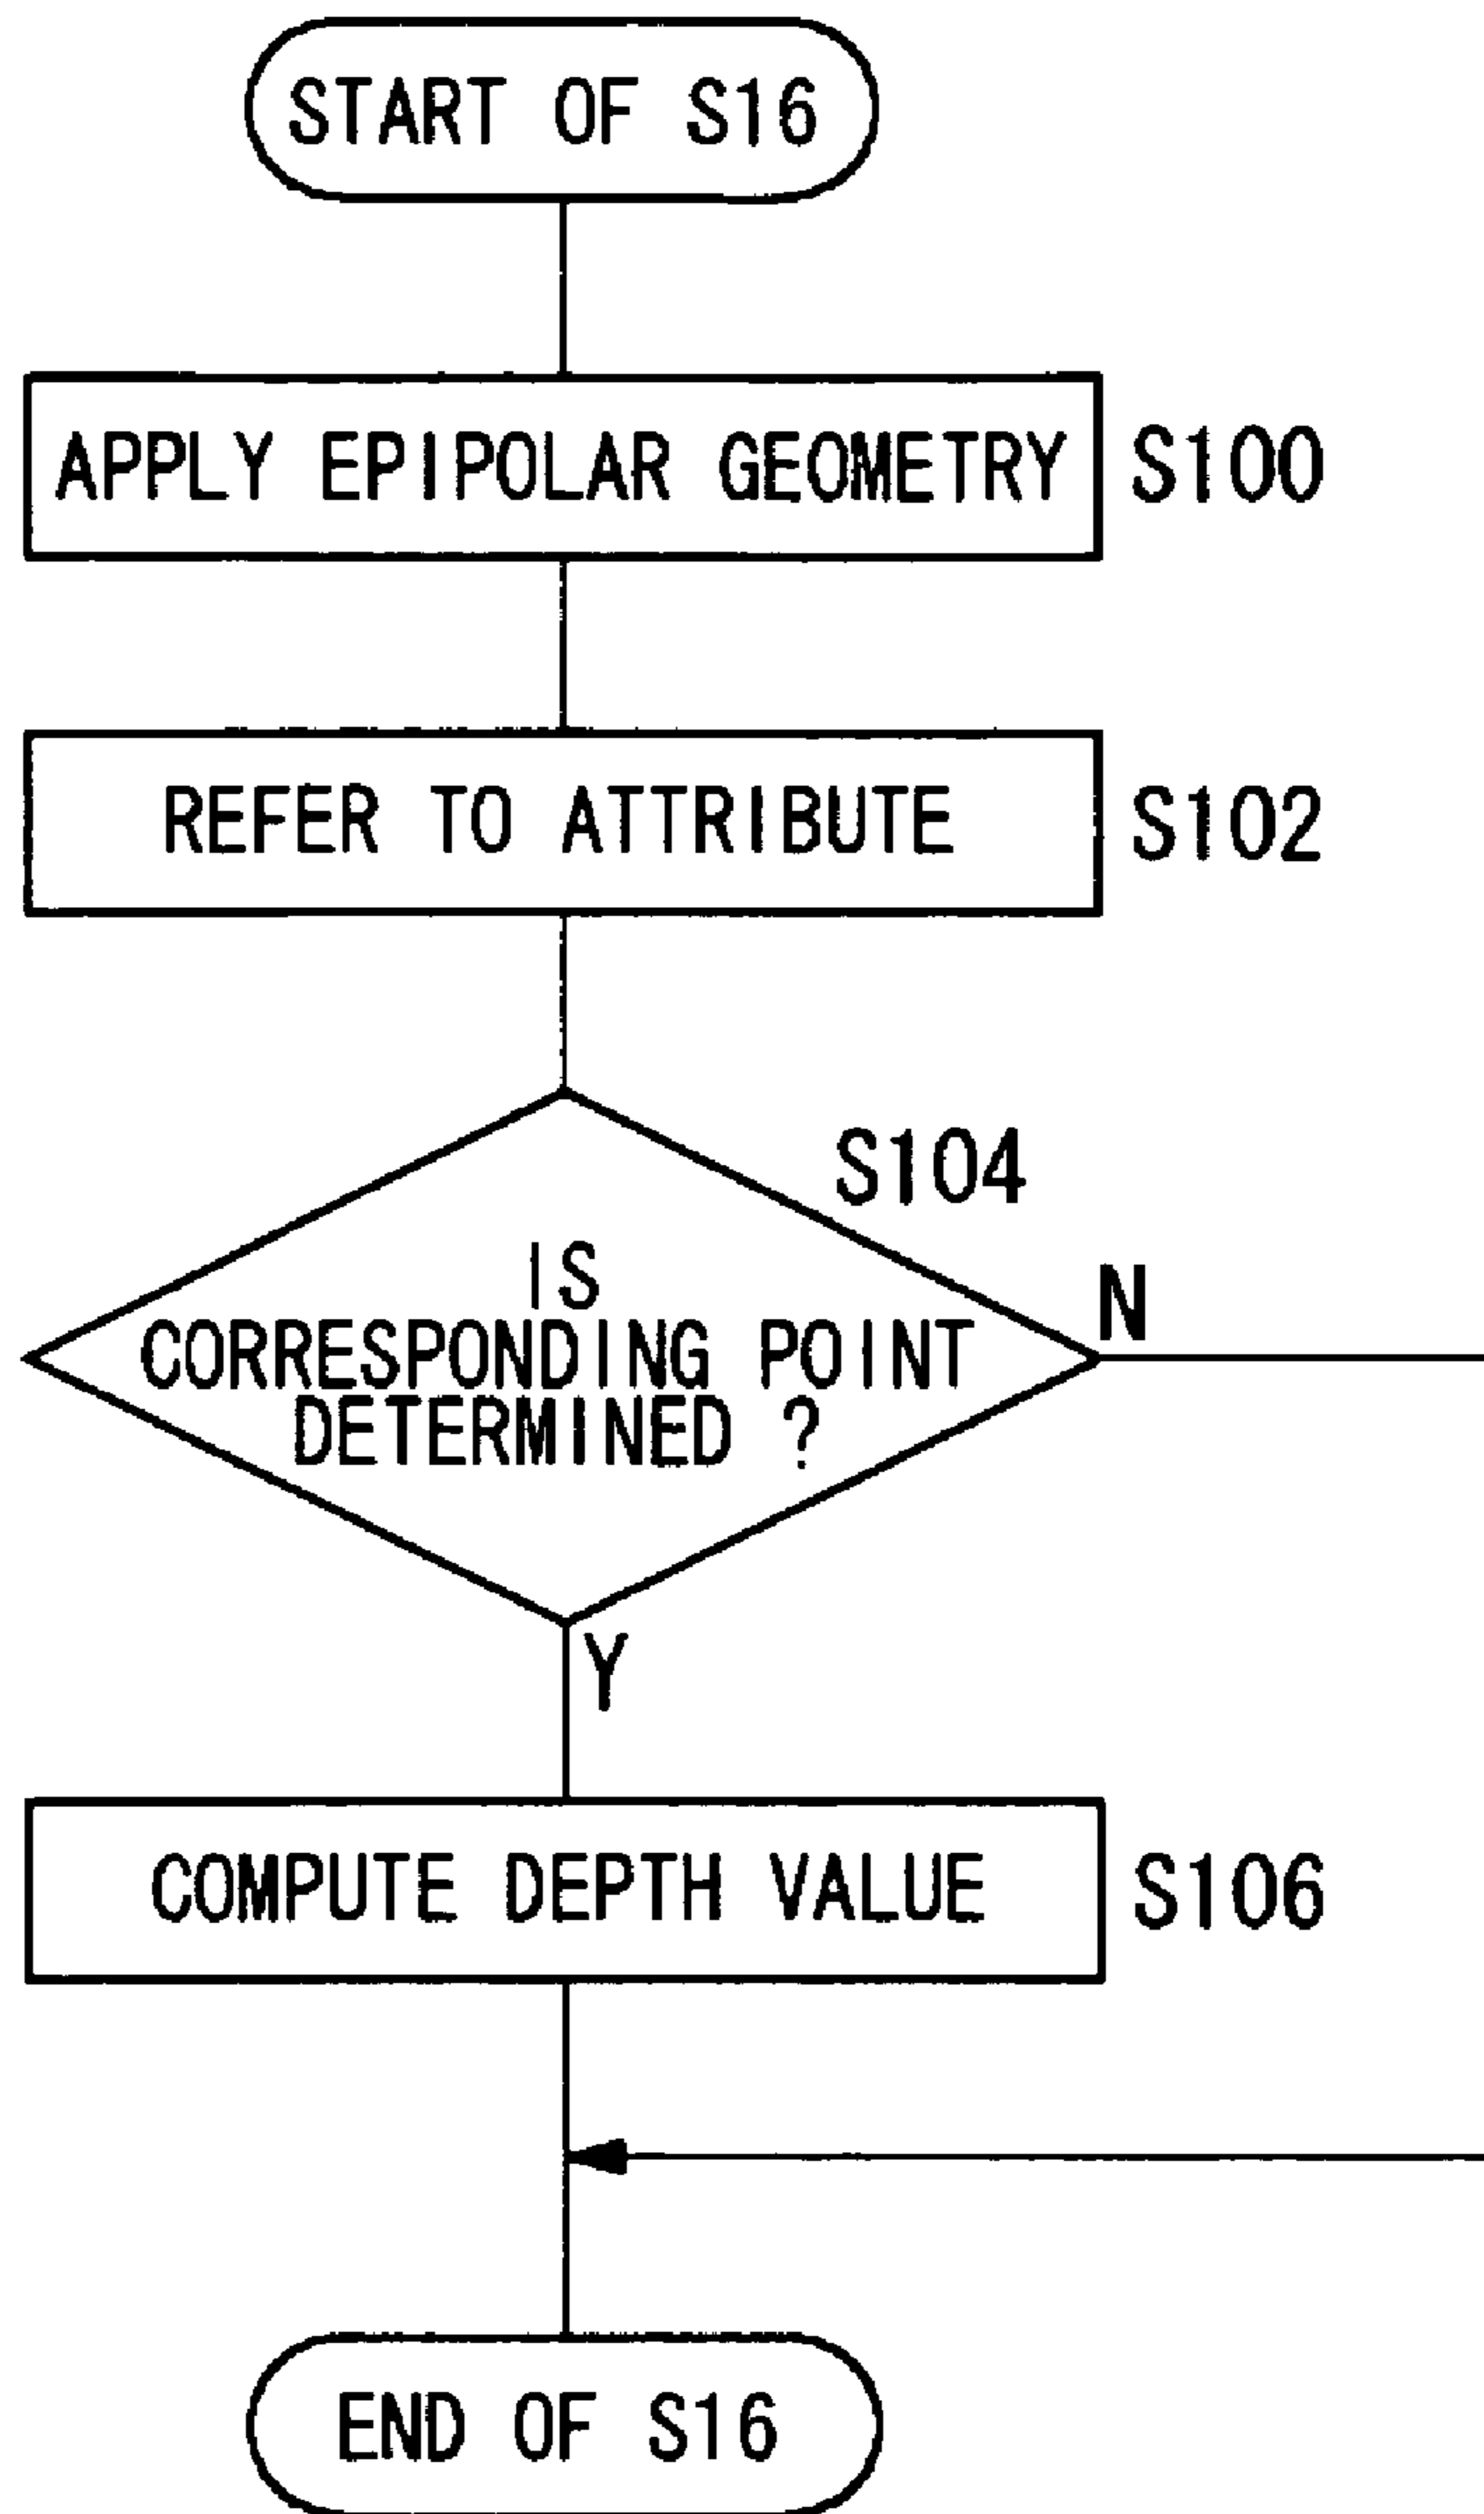 START OF S16
APPLY EPIPOLAR GEOMETRY S100
REFER TO ATTRIBUTE S102
S104
IS
CORRESPONDING POINT
DETERMINED ?
N
Y
COMPUTE DEPTH VALUE S106
END OF S16